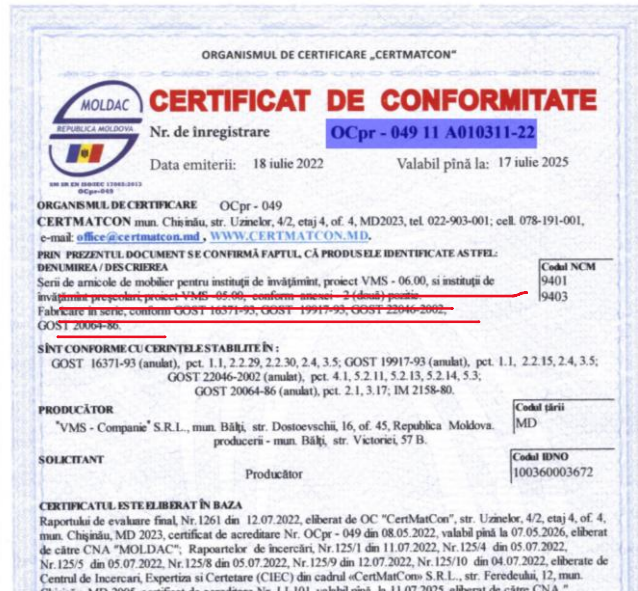 ORGANISMUL DE CERTIFICARE „CERTMATCON“
MOLDAC
REPUBLICA MOLDOVA
SM SR EN ISO/IEC 17065:2013
OCpr-049
CERTIFICAT DE CONFORMITATE
Nr. de înregistrare OCpr - 049 11 A010311-22
Data emiterii: 18 iulie 2022 Valabil pînă la: 17 iulie 2025
ORGANISMUL DE CERTIFICARE OCpr - 049
CERTMATCON mun. Chişinău, str. Uzinelor, 4/2, etaj 4, of. 4, MD2023, tel. 022-903-001; cell. 078-191-001,
e-mail: office@certmatcon.md , WWW.CERTMATCON.MD.
PRIN PREZENTUL DOCUMENT SE CONFIRMĂ FAPTUL, CĂ PRODUSELE IDENTIFICATE ASTFEL:
DENUMIREA / DESCRIEREA Codul NCM
Serii de arnicole de mobilier pentru instituţii de învăţămînt, proiect VMS - 06.00, si instituţii de 9401
învăţămînt preşcolari, proiect VMS -05.00, conform anexei - 2 (două) poziţii. 9403
Fabricare în serie, conform GOST 16371-93, GOST 19917-93, GOST 22046-2002,
GOST 20064-86.
SÎNT CONFORME CU CERINŢELE STABILITE ÎN :
GOST 16371-93 (anulat), pct. 1.1, 2.2.29, 2.2.30, 2.4, 3.5; GOST 19917-93 (anulat), pct. 1.1, 2.2.15, 2.4, 3.5;
GOST 22046-2002 (anulat), pct. 4.1, 5.2.11, 5.2.13, 5.2.14, 5.3;
GOST 20064-86 (anulat), pct. 2.1, 3.17; IM 2158-80.
PRODUCĂTOR Codul ţării
"VMS - Companie" S.R.L., mun. Bălţi, str. Dostoevschii, 16, of. 45, Republica Moldova. MD
producerii - mun. Bălţi, str. Victoriei, 57 B.
SOLICITANT Codul IDNO
Producător 100360003672
CERTIFICATUL ESTE ELIBERAT ÎN BAZA
Raportului de evaluare final, Nr.1261 din 12.07.2022, eliberat de OC "CertMatCon", str. Uzinelor, 4/2, etaj 4, of. 4,
mun. Chişinău, MD 2023, certificat de acreditare Nr. OCpr - 049 din 08.05.2022, valabil pînă la 07.05.2026, eliberat
de către CNA "MOLDAC"; Rapoartelor de încercări, Nr.125/1 din 11.07.2022, Nr.125/4 din 05.07.2022,
Nr.125/5 din 05.07.2022, Nr.125/8 din 05.07.2022, Nr.125/9 din 12.07.2022, Nr.125/10 din 04.07.2022, eliberate de
Centrul de Incercari, Expertiza si Certetare (CIEC) din cadrul «CertMatCon» S.R.L., str. Feredeului, 12, mun.